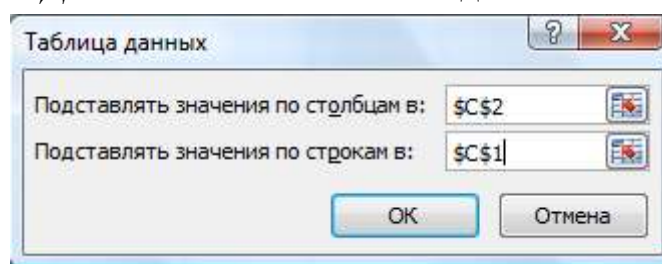 Таблица данных
Подставлять значения по столбцам в: $C$2
Подставлять значения по строкам в: $C$1
ОК Отмена